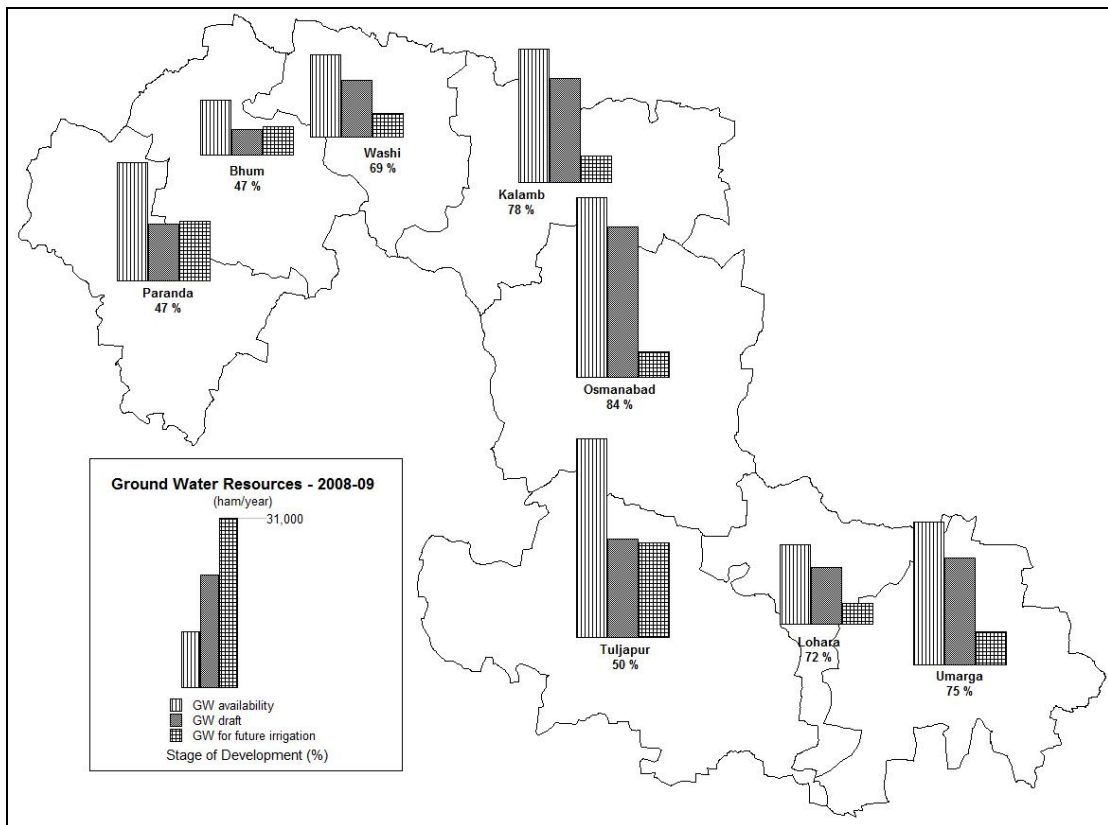 Washi
69 %
Kalamb
78 %
Bhum
47 %
Paranda
47 %
Osmanabad
84 %
Ground Water Resources - 2008-09
(ham/year)
31,000
GW availability
GW draft
GW for future irrigation
Stage of Development (%)
Tuljapur
50 %
Lohara
72 %
Umarga
75 %